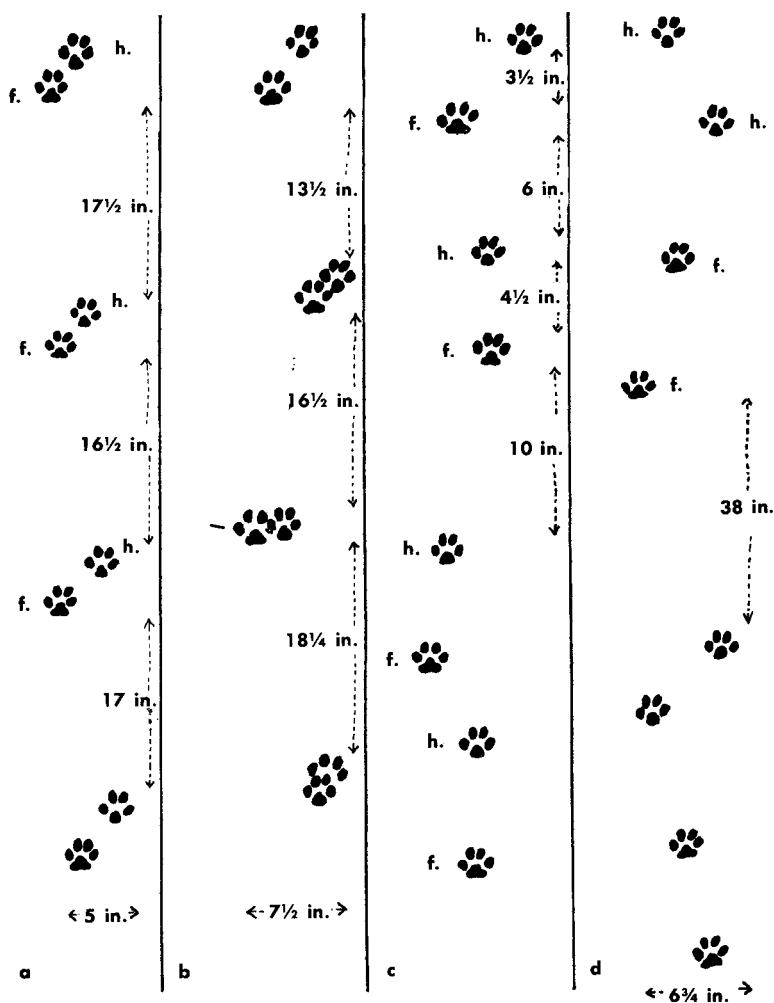 h.
f.
17½ in.
h.
f.
16½ in.
h.
f.
17 in.
5 in.
a
13½ in.
16½ in.
18¼ in.
7½ in.
b
h.
3½ in.
f.
6 in.
h.
4½ in.
f.
10 in.
h.
f.
h.
f.
c
h.
h.
f.
f.
38 in.
d
6¾ in.